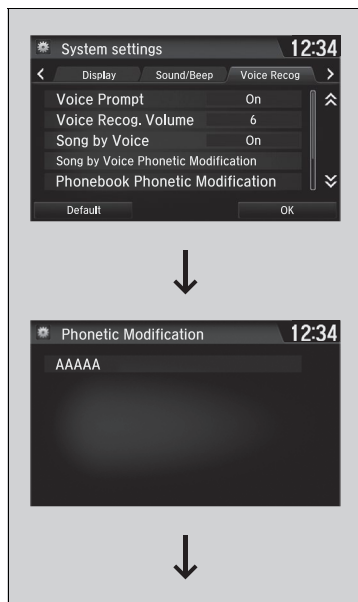 System settings 12:34
Display Sound/Beep Voice Recog
Voice Prompt On
Voice Recog. Volume 6
Song by Voice On
Song by Voice Phonetic Modification
Phonebook Phonetic Modification
Default OK
Phonetic Modification 12:34
AAAAA